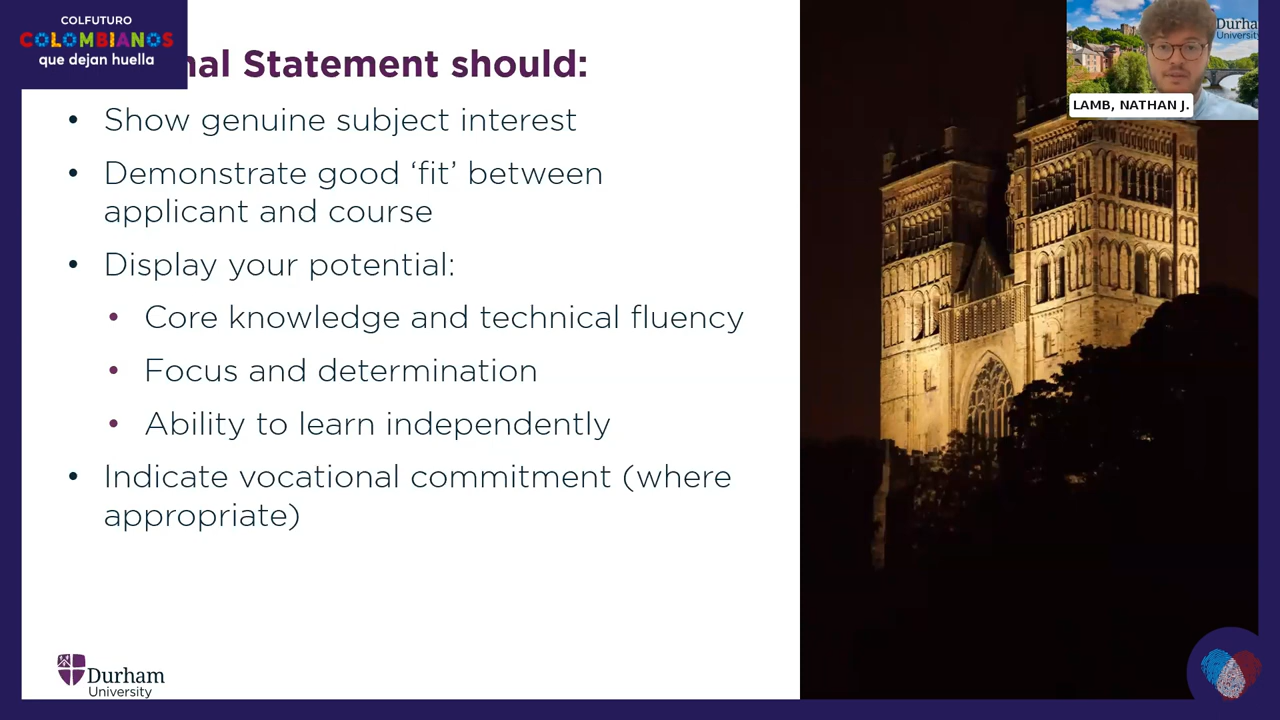 COLFUTURO
COLOMBIANOS
que dejan huella
nal Statement should:
• Show genuine subject interest
• Demonstrate good ‘fit’ between
applicant and course
• Display your potential:
• Core knowledge and technical fluency
• Focus and determination
• Ability to learn independently
• Indicate vocational commitment (where
appropriate)
Durham
University
Durham
University
LAMB, NATHAN J.